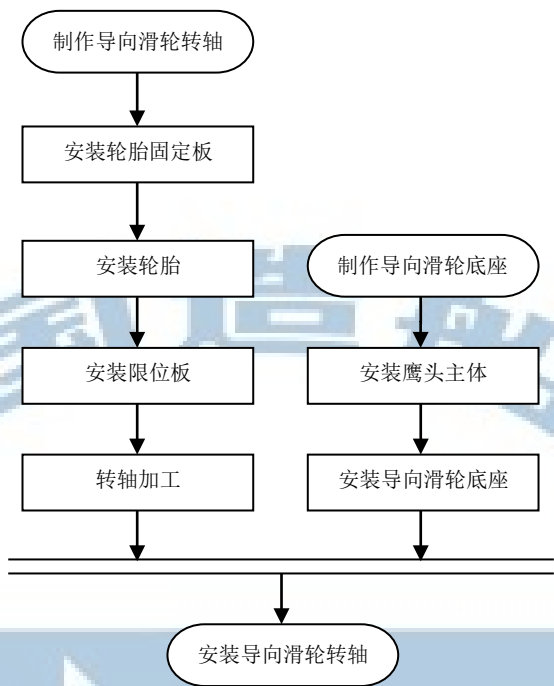 制作导向滑轮转轴
安装轮胎固定板
安装轮胎
制作导向滑轮底座
安装限位板
安装鹰头主体
转轴加工
安装导向滑轮底座
安装导向滑轮转轴